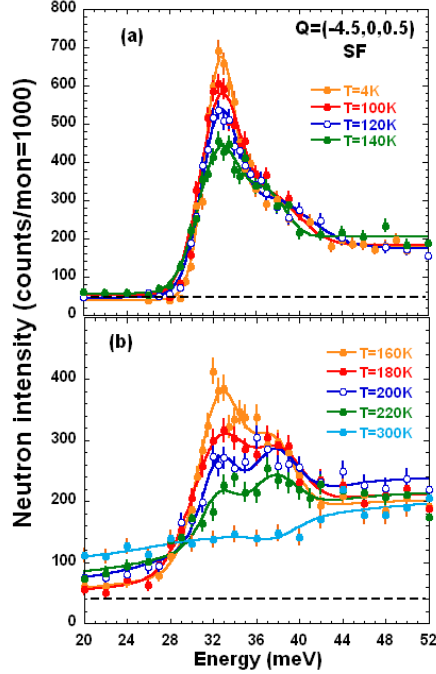 800
(a)
Q=(-4.5,0,0.5)
SF
700
600
T=4K
T=100K
500
T=120K
T=140K
400
300
200
100
0
(b)
T=160K
T=180K
400
T=200K
T=220K
T=300K
300
200
100
0
20 24 28 32 36 40 44 48 52
Energy (meV)
Neutron intensity (counts/mon=1000)